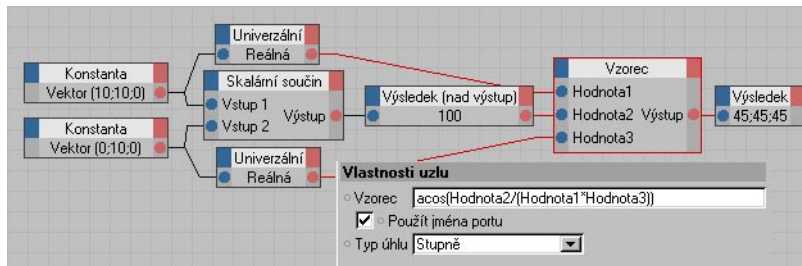 Univerzální
Reálná
Konstanta
Vektor (10;10;0)
Skalární součin
Vstup 1
Vstup 2
Výstup
Výsledek (nad výstup)
100
Vzorec
Hodnota1
Hodnota2
Výstup
Hodnota3
Výsledek
45;45;45
Konstanta
Vektor (0;10;0)
Univerzální
Reálná
Vlastnosti uzlu
Vzorec
acos(Hodnota2/(Hodnota1*Hodnota3))
Použít jména portu
Typ úhlu
Stupně